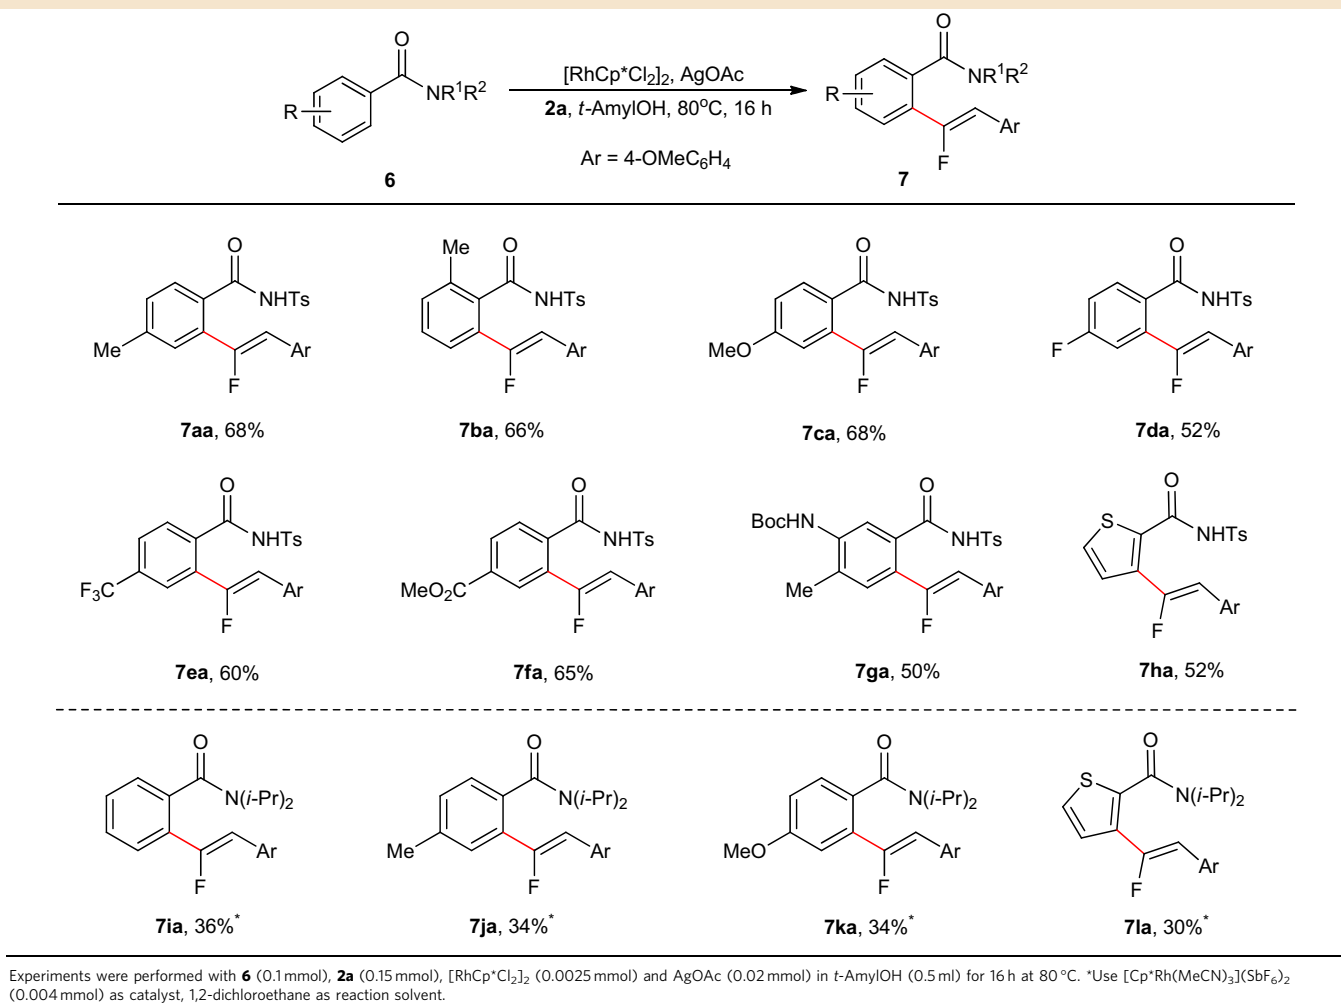 O
NR¹R²
R
6
[RhCp*Cl₂]₂, AgOAc
2a, t-AmylOH, 80°C, 16 h
Ar = 4-OMeC₆H₄
O
NR¹R²
R
Ar
F
7
O
NHTs
Me
Ar
F
7aa, 68%
Me
O
NHTs
Ar
F
7ba, 66%
O
NHTs
MeO
Ar
F
7ca, 68%
O
NHTs
F
Ar
F
7da, 52%
O
NHTs
F₃C
Ar
F
7ea, 60%
O
NHTs
MeO₂C
Ar
F
7fa, 65%
O
BocHN
NHTs
Me
Ar
F
7ga, 50%
O
S
NHTs
Ar
F
7ha, 52%
O
N(i-Pr)₂
Ar
F
7ia, 36%*
O
N(i-Pr)₂
Me
Ar
F
7ja, 34%*
O
N(i-Pr)₂
MeO
Ar
F
7ka, 34%*
O
S
N(i-Pr)₂
Ar
F
7la, 30%*
Experiments were performed with 6 (0.1 mmol), 2a (0.15 mmol), [RhCp*Cl₂]₂ (0.0025 mmol) and AgOAc (0.02 mmol) in t-AmylOH (0.5 ml) for 16 h at 80 °C. *Use [Cp*Rh(MeCN)₃](SbF₆)₂
(0.004 mmol) as catalyst, 1,2-dichloroethane as reaction solvent.